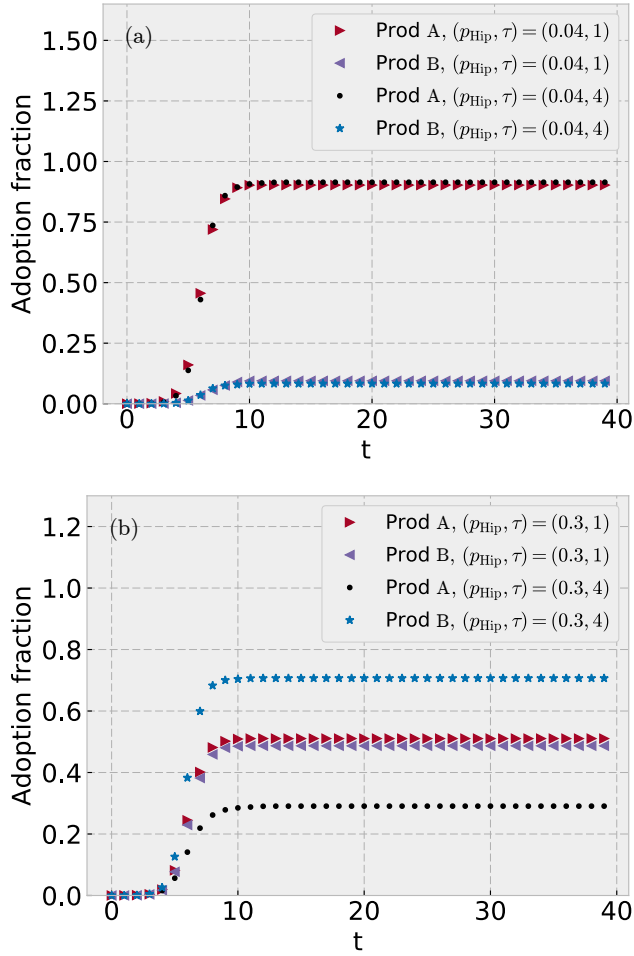 (a)
Prod A, (p_Hip, τ) = (0.04, 1)
Prod B, (p_Hip, τ) = (0.04, 1)
Prod A, (p_Hip, τ) = (0.04, 4)
Prod B, (p_Hip, τ) = (0.04, 4)
1.50
1.25
1.00
0.75
0.50
0.25
0.00
Adoption fraction
0 10 20 30 40
t
(b)
Prod A, (p_Hip, τ) = (0.3, 1)
Prod B, (p_Hip, τ) = (0.3, 1)
Prod A, (p_Hip, τ) = (0.3, 4)
Prod B, (p_Hip, τ) = (0.3, 4)
1.2
1.0
0.8
0.6
0.4
0.2
0.0
Adoption fraction
0 10 20 30 40
t